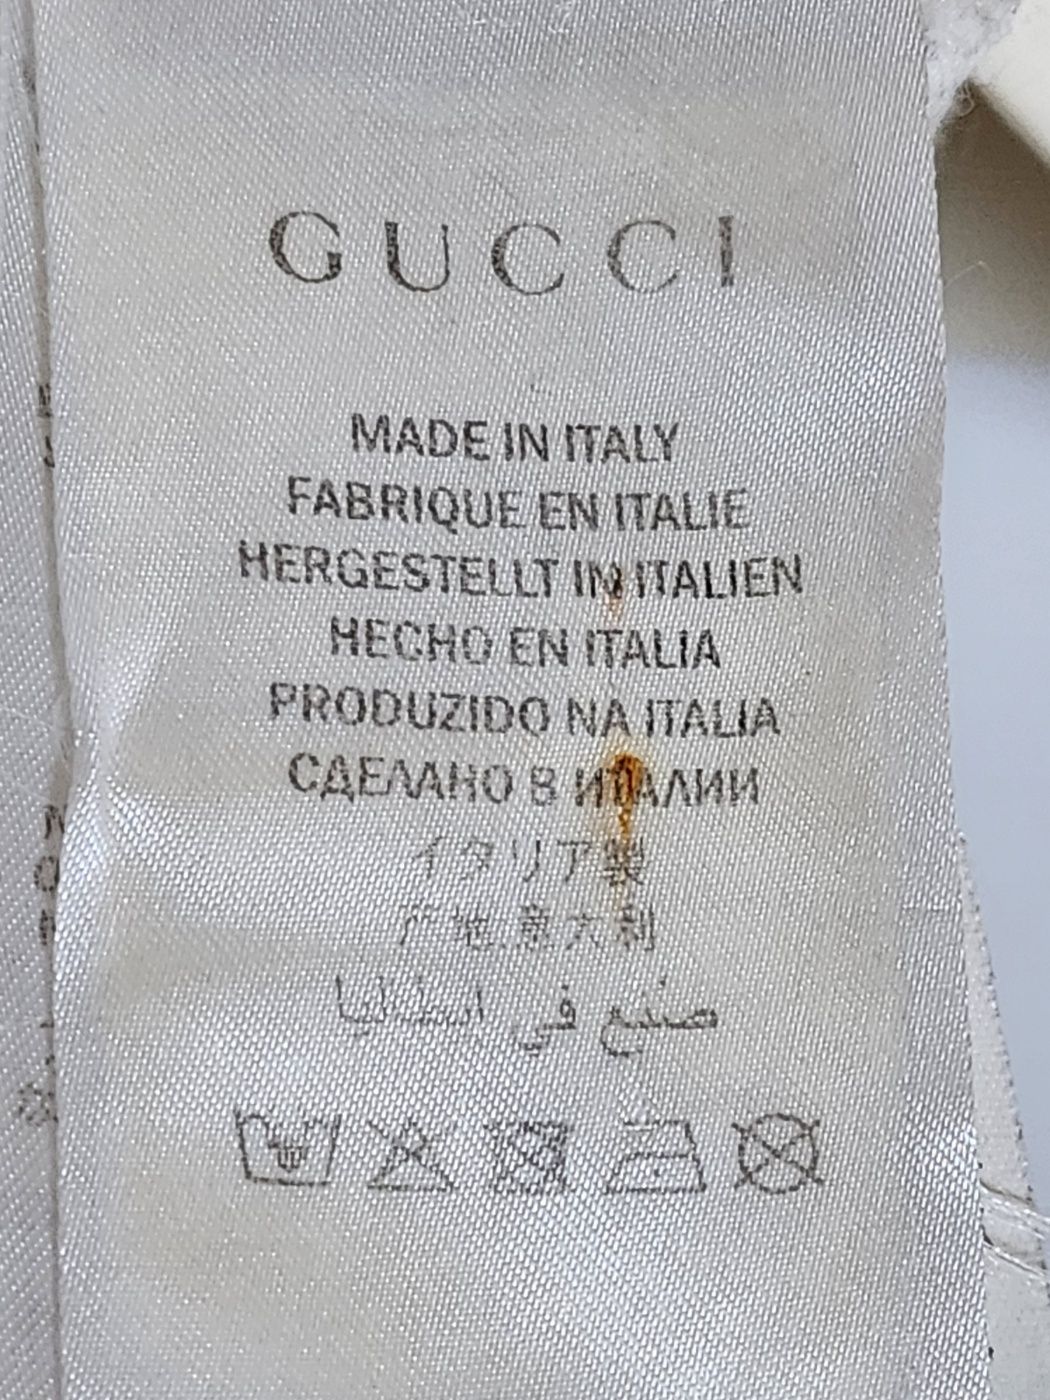 GUCCI
MADE IN ITALY
FABRIQUE EN ITALIE
HERGESTELLT IN ITALIEN
HECHO EN ITALIA
PRODUZIDO NA ITALIA
СДЕЛАНО В ИТАЛИИ
イタリア製
产地.意大利
صنع في ايطاليا